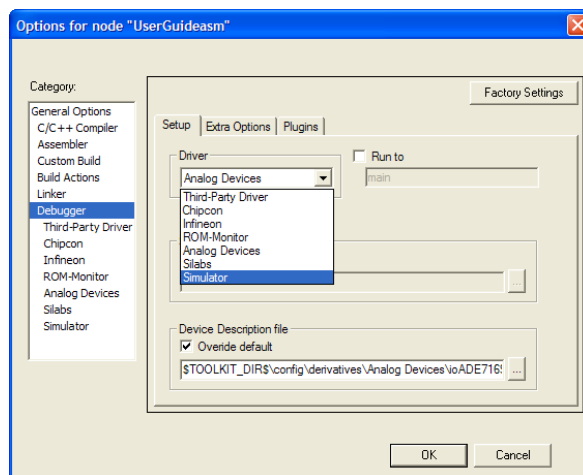 Options for node "UserGuideasm"
Category:
General Options
C/C++ Compiler
Assembler
Custom Build
Build Actions
Linker
Debugger
Third-Party Driver
Chipcon
Infineon
ROM-Monitor
Analog Devices
Silabs
Simulator
Factory Settings
Setup
Extra Options
Plugins
Driver
Analog Devices
Third-Party Driver
Chipcon
Infineon
ROM-Monitor
Analog Devices
Silabs
Simulator
Run to
main
...
Device Description file
Overide default
$TOOLKIT_DIR$\config\derivatives\Analog Devices\ioADE716
...
OK
Cancel